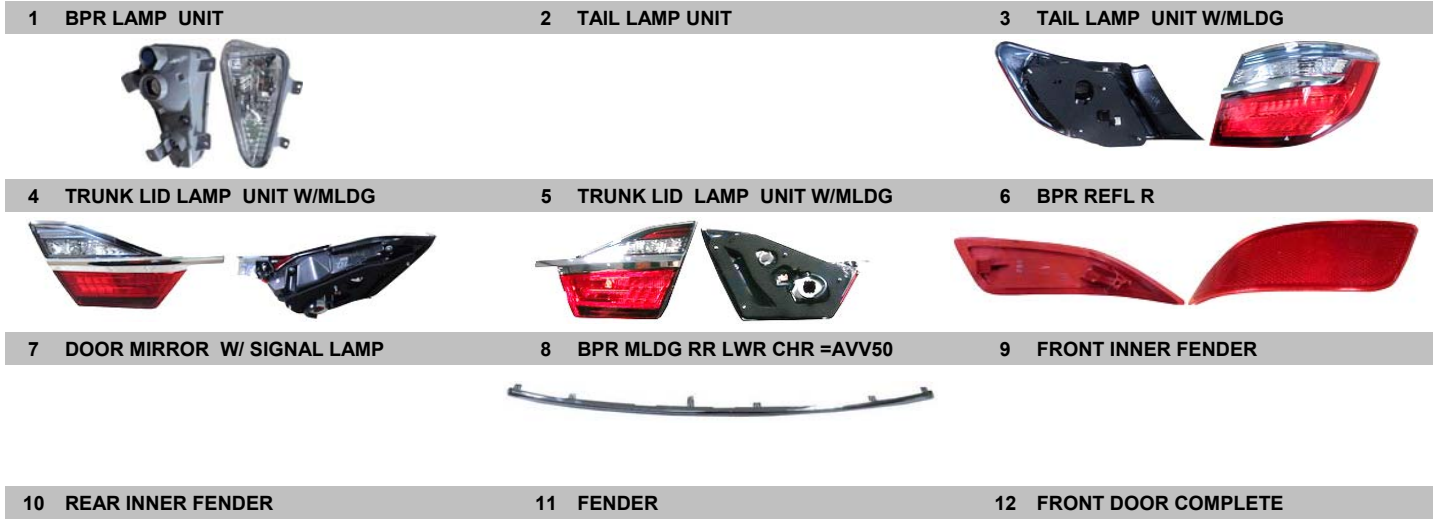 1 BPR LAMP UNIT
2 TAIL LAMP UNIT
3 TAIL LAMP UNIT W/MLDG
4 TRUNK LID LAMP UNIT W/MLDG
5 TRUNK LID LAMP UNIT W/MLDG
6 BPR REFL R
7 DOOR MIRROR W/ SIGNAL LAMP
8 BPR MLDG RR LWR CHR =AVV50
9 FRONT INNER FENDER
10 REAR INNER FENDER
11 FENDER
12 FRONT DOOR COMPLETE